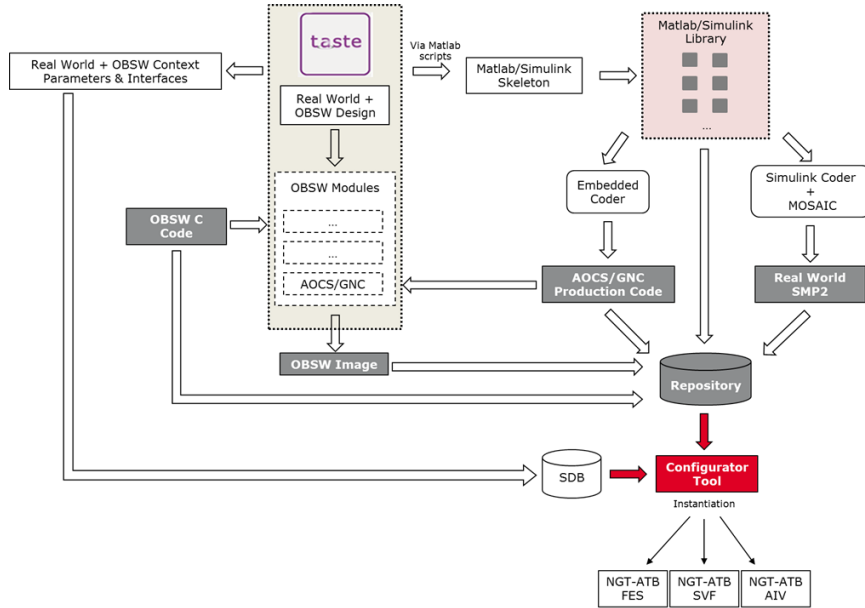 taste
Via Matlab
scripts
Matlab/Simulink
Library
...
Real World + OBSW Context
Parameters & Interfaces
Matlab/Simulink
Skeleton
Real World +
OBSW Design
OBSW Modules
...
...
AOCS/GNC
OBSW C
Code
Embedded
Coder
Simulink Coder
+
MOSAIC
AOCS/GNC
Production Code
Real World
SMP2
OBSW Image
Repository
SDB
Configurator
Tool
Instantiation
NGT-ATB
FES
NGT-ATB
SVF
NGT-ATB
AIV